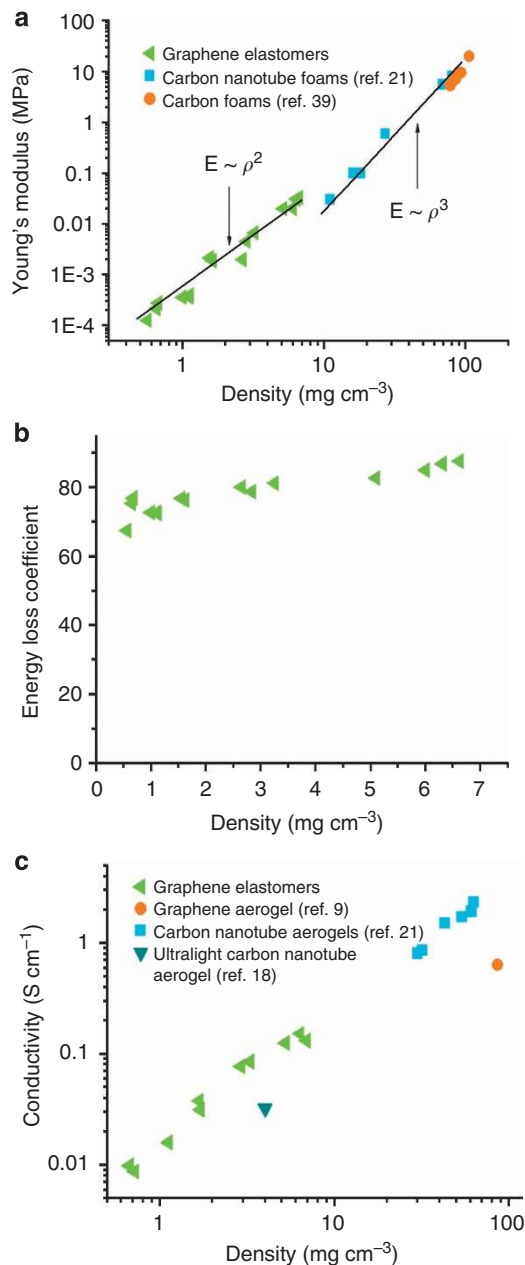 a
Graphene elastomers
Carbon nanotube foams (ref. 21)
Carbon foams (ref. 39)
E ~ ρ²
E ~ ρ³
Young's modulus (MPa)
100
10
1
0.1
0.01
1E–3
1E–4
1 10 100
Density (mg cm⁻³)
b
Energy loss coefficient
80
60
40
20
0
0 1 2 3 4 5 6 7
Density (mg cm⁻³)
c
Graphene elastomers
Graphene aerogel (ref. 9)
Carbon nanotube aerogels (ref. 21)
Ultralight carbon nanotube
aerogel (ref. 18)
Conductivity (S cm⁻¹)
1
0.1
0.01
1 10 100
Density (mg cm⁻³)